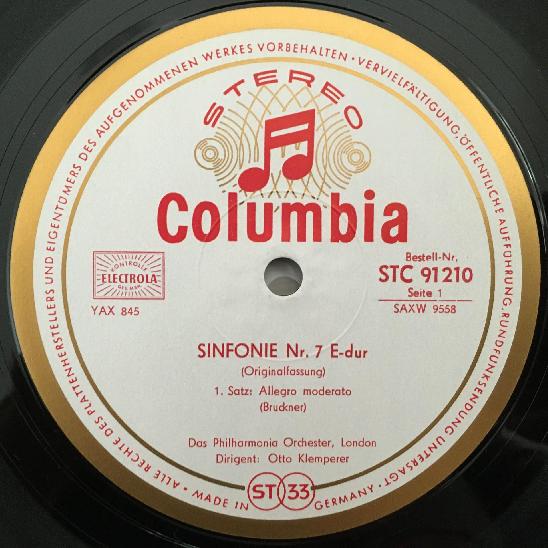 ALLE RECHTE DES PLATTENHERSTELLERS UND EIGENTÜMERS DES AUFGENOMMENEN WERKES VORBEHALTEN • VERVIELFÄLTIGUNG, ÖFFENTLICHE AUFFÜHRUNG, RUNDFUNKSENDUNG UNTERSAGT •
STEREO
Columbia
KONTROLLE
ELECTROLA
YAX 845
Bestell-Nr.
STC 91210
Seite 1
SAXW 9558
SINFONIE Nr. 7 E-dur
(Originalfassung)
1. Satz: Allegro moderato
(Bruckner)
Das Philharmonia Orchester, London
Dirigent: Otto Klemperer
MADE IN GERMANY
ST 33